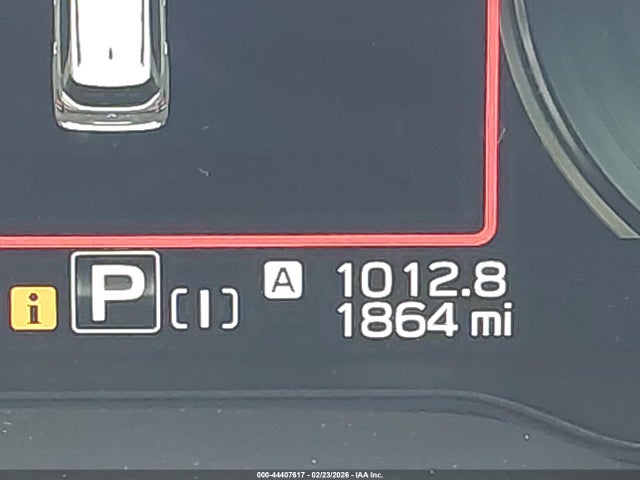 i P (I) A 1012.8
1864 mi
000-44407617 - 02/23/2026 - IAA Inc.